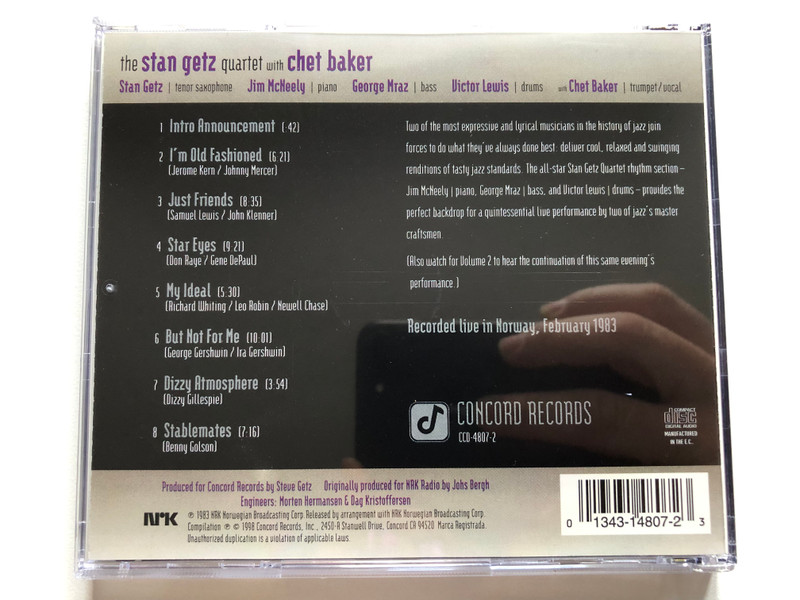 the stan getz quartet with chet baker
Stan Getz | tenor saxophone Jim McNeely | piano George Mraz | bass Victor Lewis | drums with Chet Baker | trumpet/vocal
1 Intro Announcement (:42)
2 I'm Old Fashioned (6:21)
(Jerome Kern / Johnny Mercer)
3 Just Friends (8:35)
(Samuel Lewis / John Klenner)
4 Star Eyes (9:21)
(Don Raye / Gene DePaul)
5 My Ideal (5:30)
(Richard Whiting / Leo Robin / Newell Chase)
6 But Not For Me (10:01)
(George Gershwin / Ira Gershwin)
7 Dizzy Atmosphere (3:54)
(Dizzy Gillespie)
8 Stablemates (7:16)
(Benny Golson)
Two of the most expressive and lyrical musicians in the history of jazz join
forces to do what they've always done best: deliver cool, relaxed and swinging
renditions of tasty jazz standards. The all-star Stan Getz Quartet rhythm section–
Jim McNeely | piano, George Mraz | bass, and Victor Lewis | drums – provides the
perfect backdrop for a quintessential live performance by two of jazz's master
craftsmen.
(Also watch for Volume 2 to hear the continuation of this same evening's
performance.)
Recorded live in Norway, February 1983
CONCORD RECORDS
CCD-4807-2
COMPACT
disc
DIGITAL AUDIO
MANUFACTURED
IN THE E.C.
Produced for Concord Records by Steve Getz Originally produced for NRK Radio by Johs Bergh
Engineers: Morten Hermansen & Dag Kristoffersen
NRK
℗ 1983 NRK Norwegian Broadcasting Corp. Released by arrangement with NRK Norwegian Broadcasting Corp.
Compilation ℗ © 1998 Concord Records, Inc., 2450-A Stanwell Drive, Concord CA 94520 Marca Registrada.
Unauthorized duplication is a violation of applicable laws.
0 1343-14807-2 3